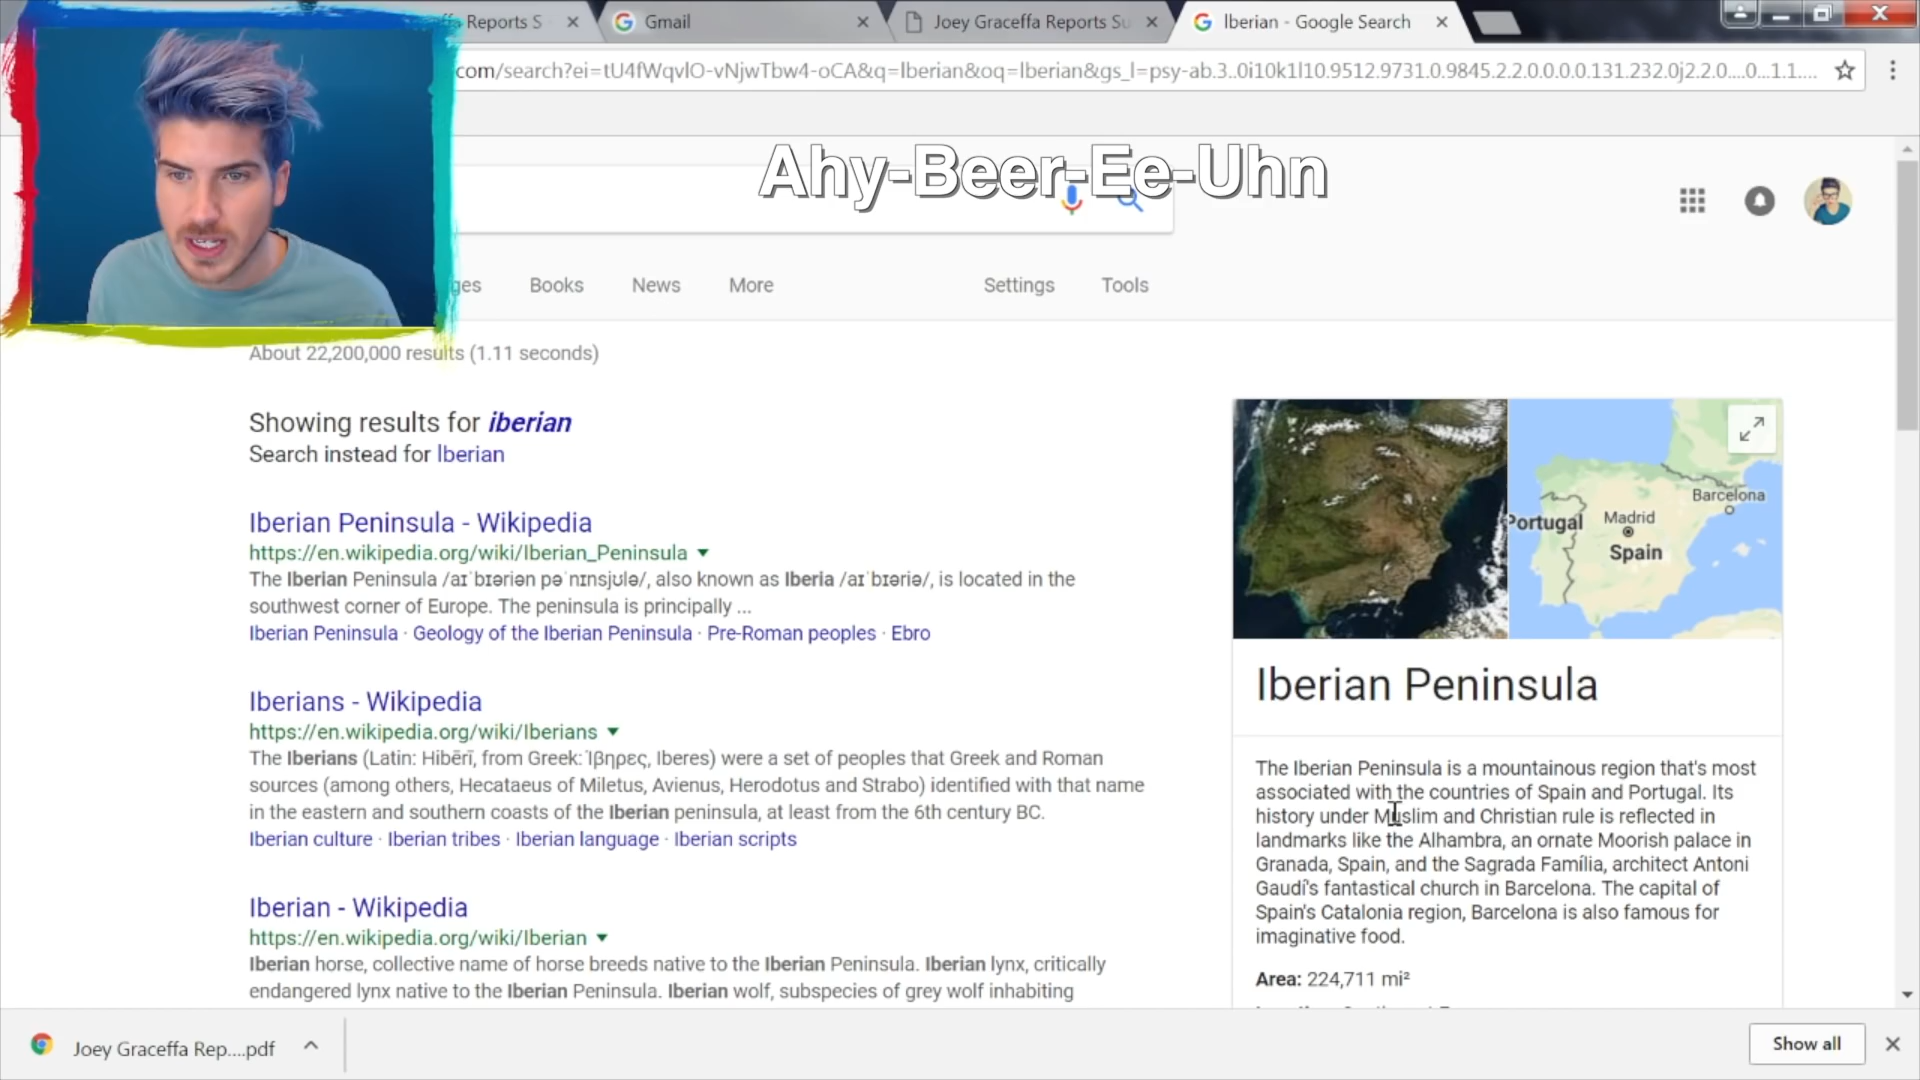 ffa Reports S
Gmail
Joey Graceffa Reports Su
Iberian - Google Search
com/search?ei=tU4fWqvlO-vNjwTbw4-oCA&q=lberian&oq=lberian&gs_l=psy-ab.3..0i10k1l10.9512.9731.0.9845.2.2.0.0.0.0.131.232.0j2.2.0....0...1.1....
Ahy-Beer-Ee-Uhn
ges
Books
News
More
Settings
Tools
About 22,200,000 results (1.11 seconds)
Showing results for iberian
Search instead for lberian
Iberian Peninsula - Wikipedia
https://en.wikipedia.org/wiki/Iberian_Peninsula
The Iberian Peninsula /aɪˈbɪəriən pəˈnɪnsjʊlə/, also known as Iberia /aɪˈbɪəriə/, is located in the
southwest corner of Europe. The peninsula is principally ...
Iberian Peninsula · Geology of the Iberian Peninsula · Pre-Roman peoples · Ebro
Iberians - Wikipedia
https://en.wikipedia.org/wiki/Iberians
The Iberians (Latin: Hibērī, from Greek: Ἴβηρες, Iberes) were a set of peoples that Greek and Roman
sources (among others, Hecataeus of Miletus, Avienus, Herodotus and Strabo) identified with that name
in the eastern and southern coasts of the Iberian peninsula, at least from the 6th century BC.
Iberian culture · Iberian tribes · Iberian language · Iberian scripts
Iberian - Wikipedia
https://en.wikipedia.org/wiki/Iberian
Iberian horse, collective name of horse breeds native to the Iberian Peninsula. Iberian lynx, critically
endangered lynx native to the Iberian Peninsula. Iberian wolf, subspecies of grey wolf inhabiting
Barcelona
Portugal
Madrid
Spain
Iberian Peninsula
The Iberian Peninsula is a mountainous region that's most
associated with the countries of Spain and Portugal. Its
history under Muslim and Christian rule is reflected in
landmarks like the Alhambra, an ornate Moorish palace in
Granada, Spain, and the Sagrada Família, architect Antoni
Gaudí's fantastical church in Barcelona. The capital of
Spain's Catalonia region, Barcelona is also famous for
imaginative food.
Area: 224,711 mi²
Joey Graceffa Rep....pdf
Show all